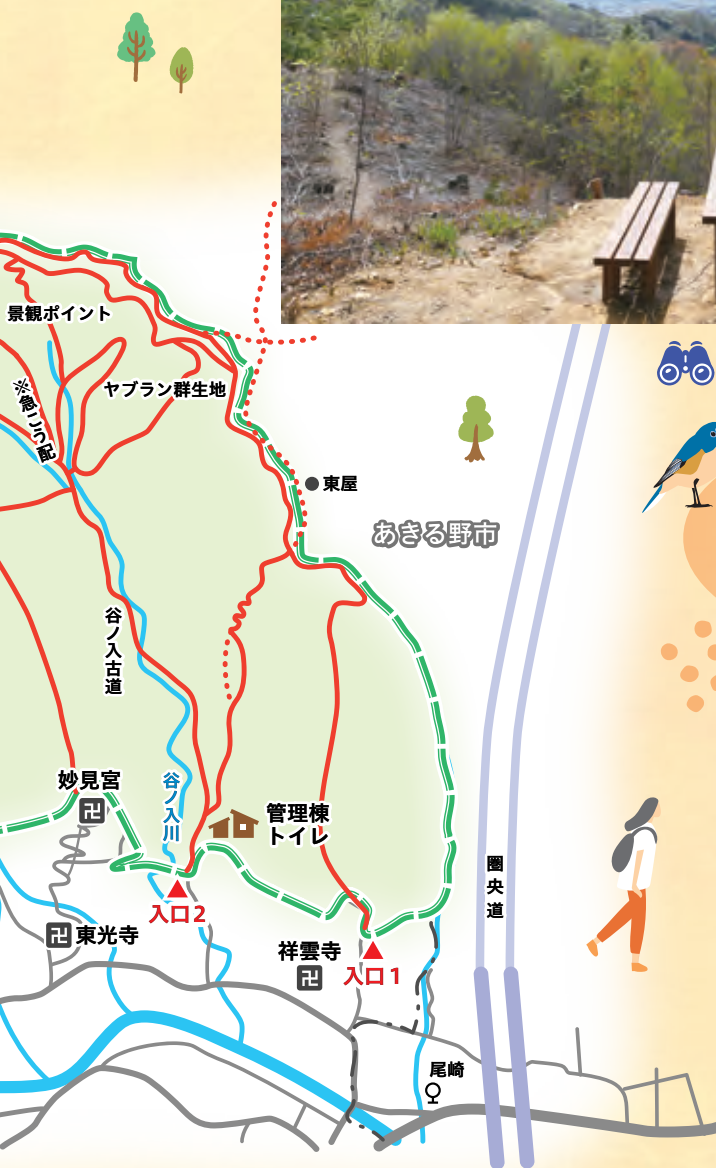 景観ポイント
ヤブラン群生地
※急こう配
東屋
あきる野市
谷ノ入古道
妙見宮
谷ノ入川
管理棟
トイレ
圏央道
入口2
東光寺
祥雲寺
入口1
尾崎